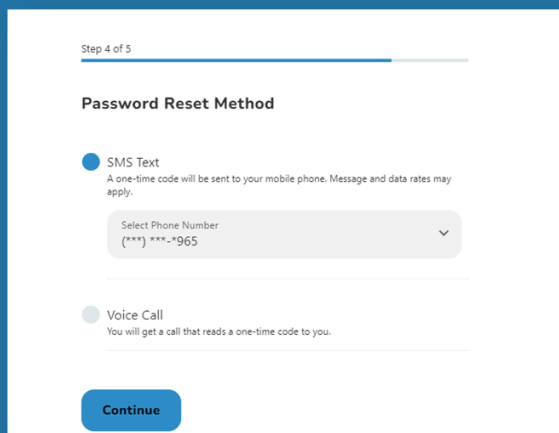 Step 4 of 5
Password Reset Method
SMS Text
A one-time code will be sent to your mobile phone. Message and data rates may
apply.
Select Phone Number
(***) ***-*965
Voice Call
You will get a call that reads a one-time code to you.
Continue